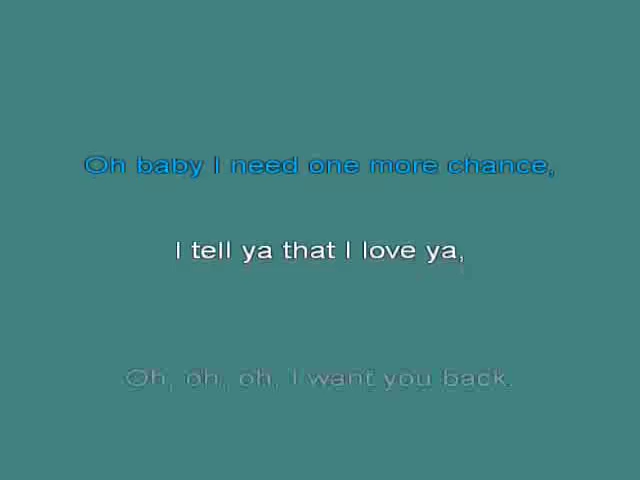 Oh baby I need one more chance,
I tell ya that I love ya,
Oh, oh, oh, I want you back.